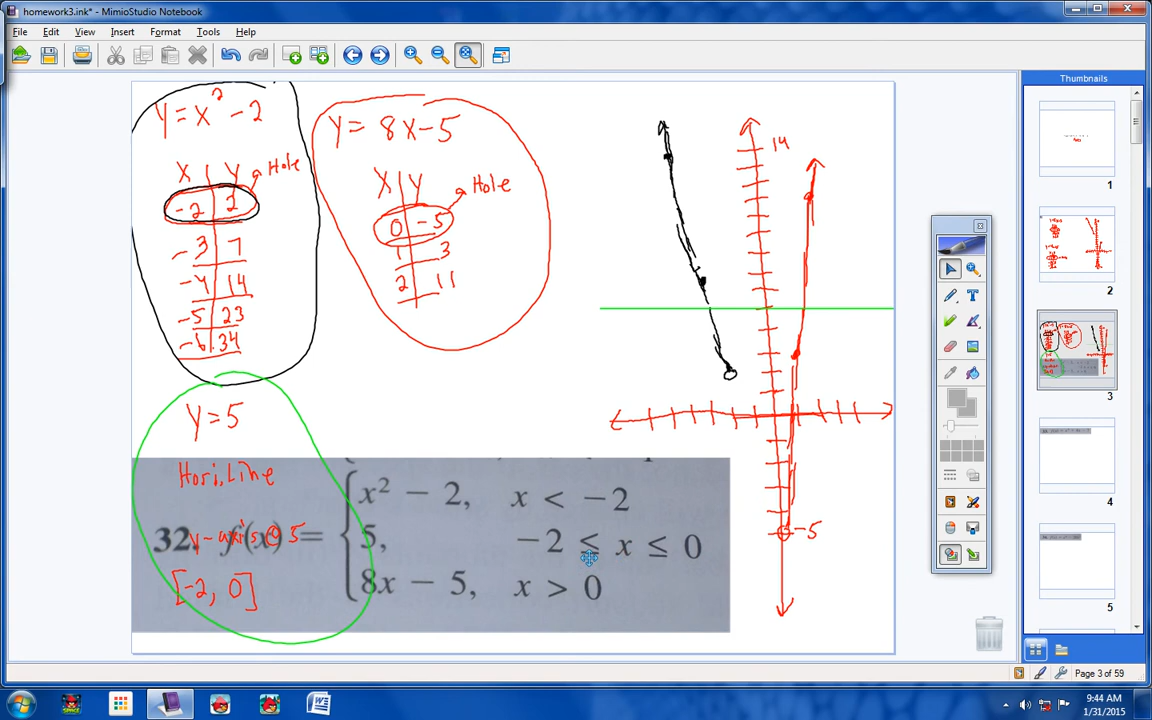 homework3.ink* - MimioStudio Notebook
File Edit View Insert Format Tools Help
Y = X² - 2
X Y
Hole
-2 2
-3 7
-4 14
-5 23
-6 34
Y = 8X - 5
X Y
Hole
0 -5
1 3
2 11
14
-5
Y = 5
Hori. Line
y-axis @ 5
[-2, 0]
32. f(x) =
x² - 2, x < -2
5, -2 ≤ x ≤ 0
8x - 5, x > 0
Thumbnails
1
2
3
4
5
Page 3 of 59
9:44 AM
1/31/2015